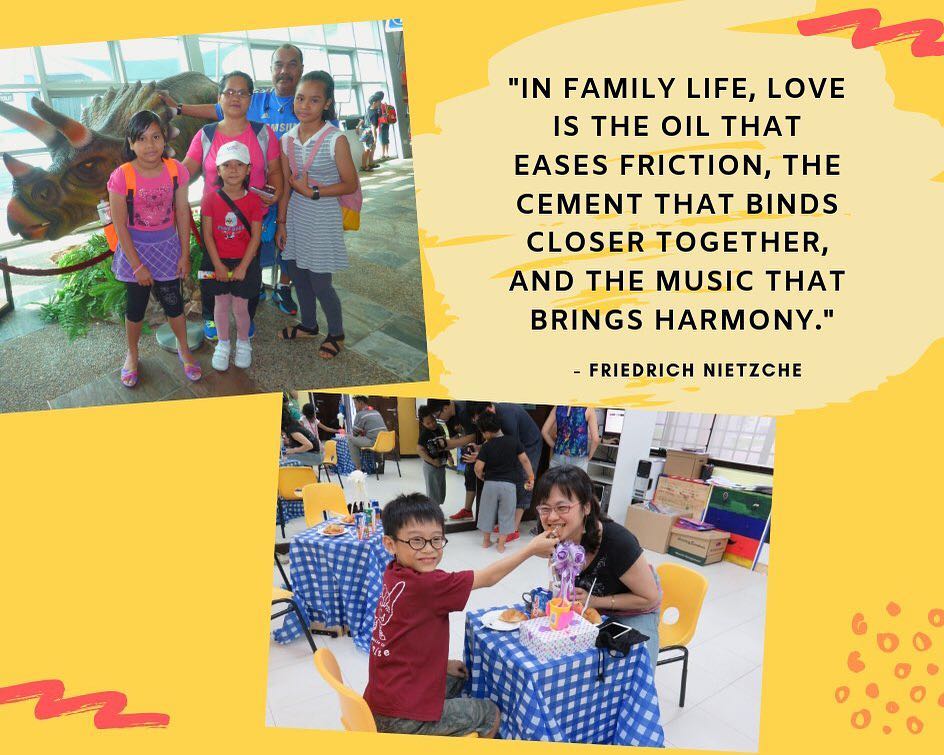 "IN FAMILY LIFE, LOVE
IS THE OIL THAT
EASES FRICTION, THE
CEMENT THAT BINDS
CLOSER TOGETHER,
AND THE MUSIC THAT
BRINGS HARMONY."
- FRIEDRICH NIETZCHE